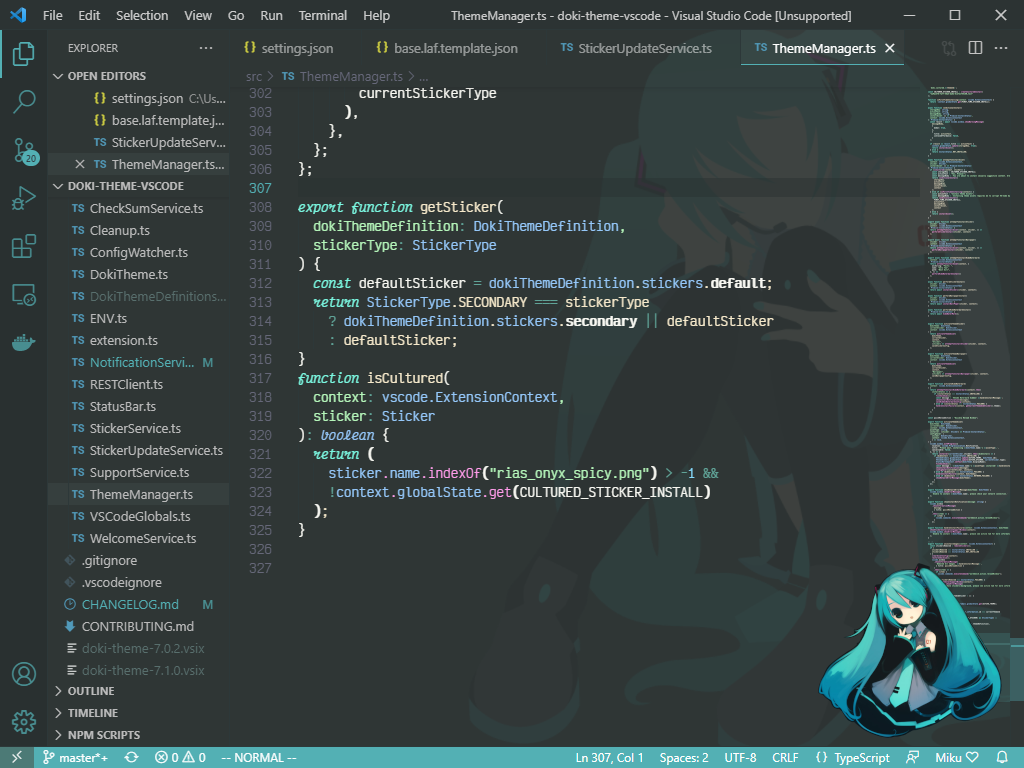 File Edit Selection View Go Run Terminal Help ThemeManager.ts - doki-theme-vscode - Visual Studio Code [Unsupported]
EXPLORER
OPEN EDITORS
{} settings.json C:\Us...
{} base.laf.template.j...
TS StickerUpdateServ...
TS ThemeManager.ts...
DOKI-THEME-VSCODE
TS CheckSumService.ts
TS Cleanup.ts
TS ConfigWatcher.ts
TS DokiTheme.ts
TS DokiThemeDefinitions...
TS ENV.ts
TS extension.ts
TS NotificationServi... M
TS RESTClient.ts
TS StatusBar.ts
TS StickerService.ts
TS StickerUpdateService.ts
TS SupportService.ts
TS ThemeManager.ts
TS VSCodeGlobals.ts
TS WelcomeService.ts
.gitignore
.vscodeignore
CHANGELOG.md M
CONTRIBUTING.md
doki-theme-7.0.2.vsix
doki-theme-7.1.0.vsix
OUTLINE
TIMELINE
NPM SCRIPTS
20
{} settings.json {} base.laf.template.json TS StickerUpdateService.ts TS ThemeManager.ts
src > TS ThemeManager.ts > ...
302 currentStickerType
303 ),
304 },
305 };
306 };
307
308 export function getSticker(
309 dokiThemeDefinition: DokiThemeDefinition,
310 stickerType: StickerType
311 ) {
312 const defaultSticker = dokiThemeDefinition.stickers.default;
313 return StickerType.SECONDARY === stickerType
314 ? dokiThemeDefinition.stickers.secondary || defaultSticker
315 : defaultSticker;
316 }
317 function isCultured(
318 context: vscode.ExtensionContext,
319 sticker: Sticker
320 ): boolean {
321 return (
322 sticker.name.indexOf("rias_onyx_spicy.png") > -1 &&
323 !context.globalState.get(CULTURED_STICKER_INSTALL)
324 );
325 }
326
327
master*+ 0 0 -- NORMAL -- Ln 307, Col 1 Spaces: 2 UTF-8 CRLF {} TypeScript Miku♡